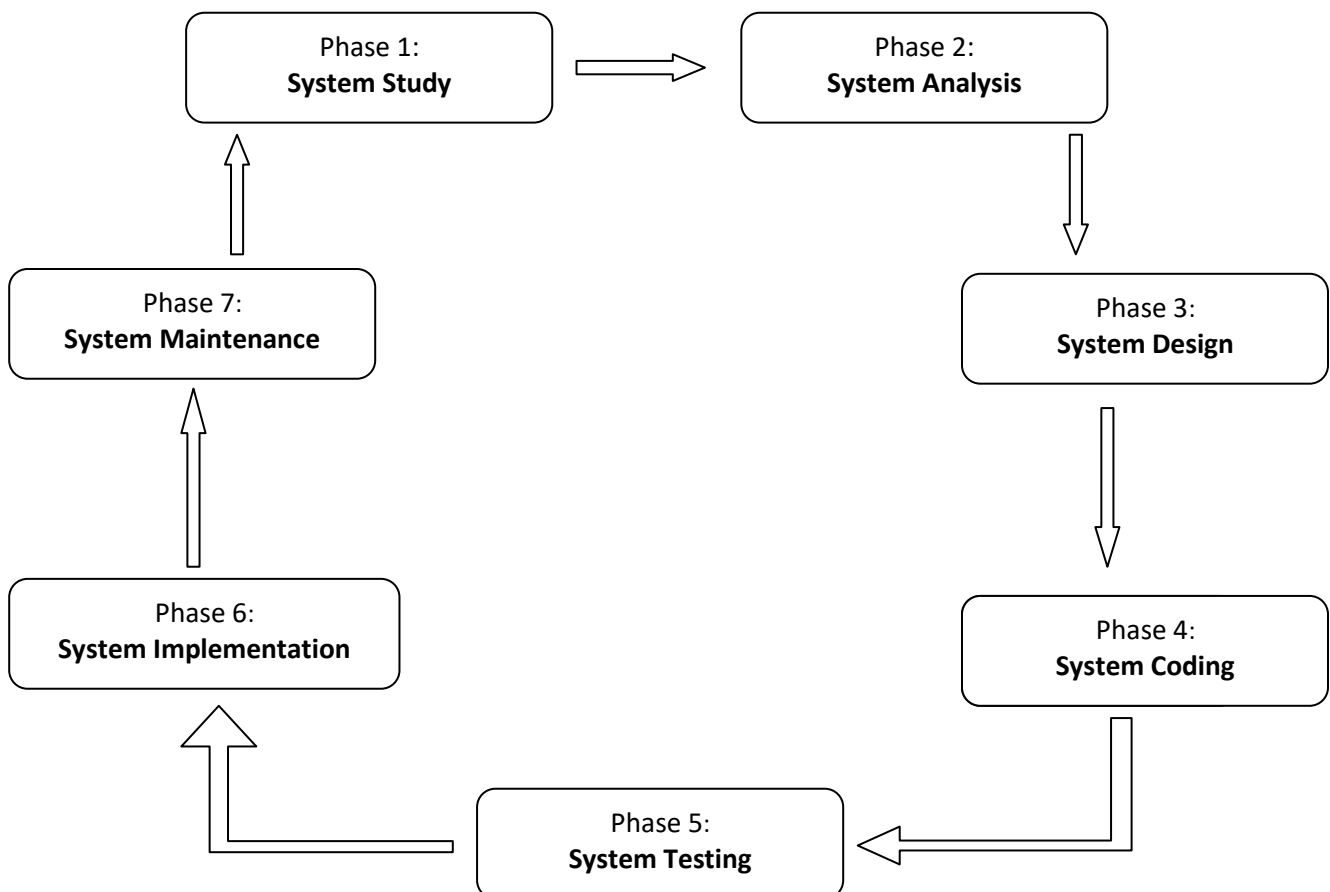 Phase 1:
System Study
Phase 2:
System Analysis
Phase 3:
System Design
Phase 4:
System Coding
Phase 5:
System Testing
Phase 6:
System Implementation
Phase 7:
System Maintenance